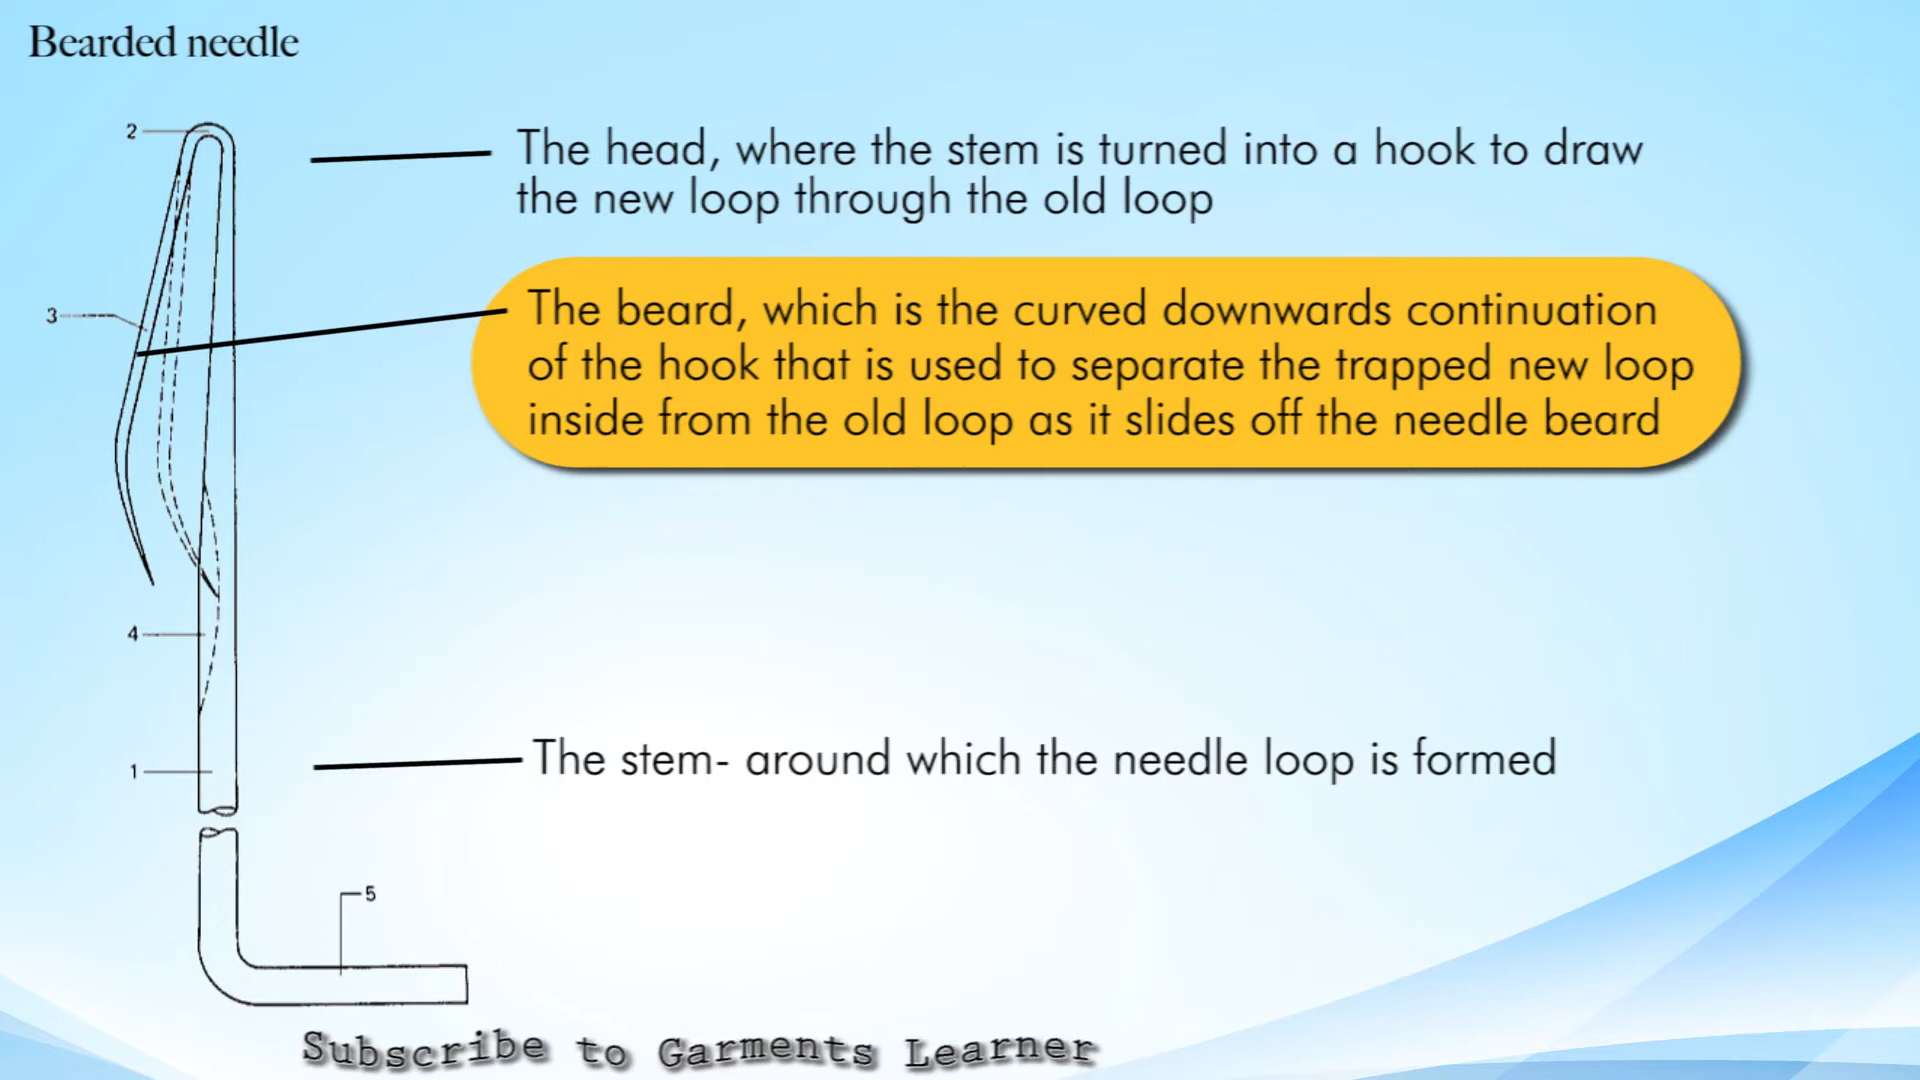 Bearded needle
2
The head, where the stem is turned into a hook to draw
the new loop through the old loop
3
The beard, which is the curved downwards continuation
of the hook that is used to separate the trapped new loop
inside from the old loop as it slides off the needle beard
4
1
The stem- around which the needle loop is formed
5
Subscribe to Garments Learner